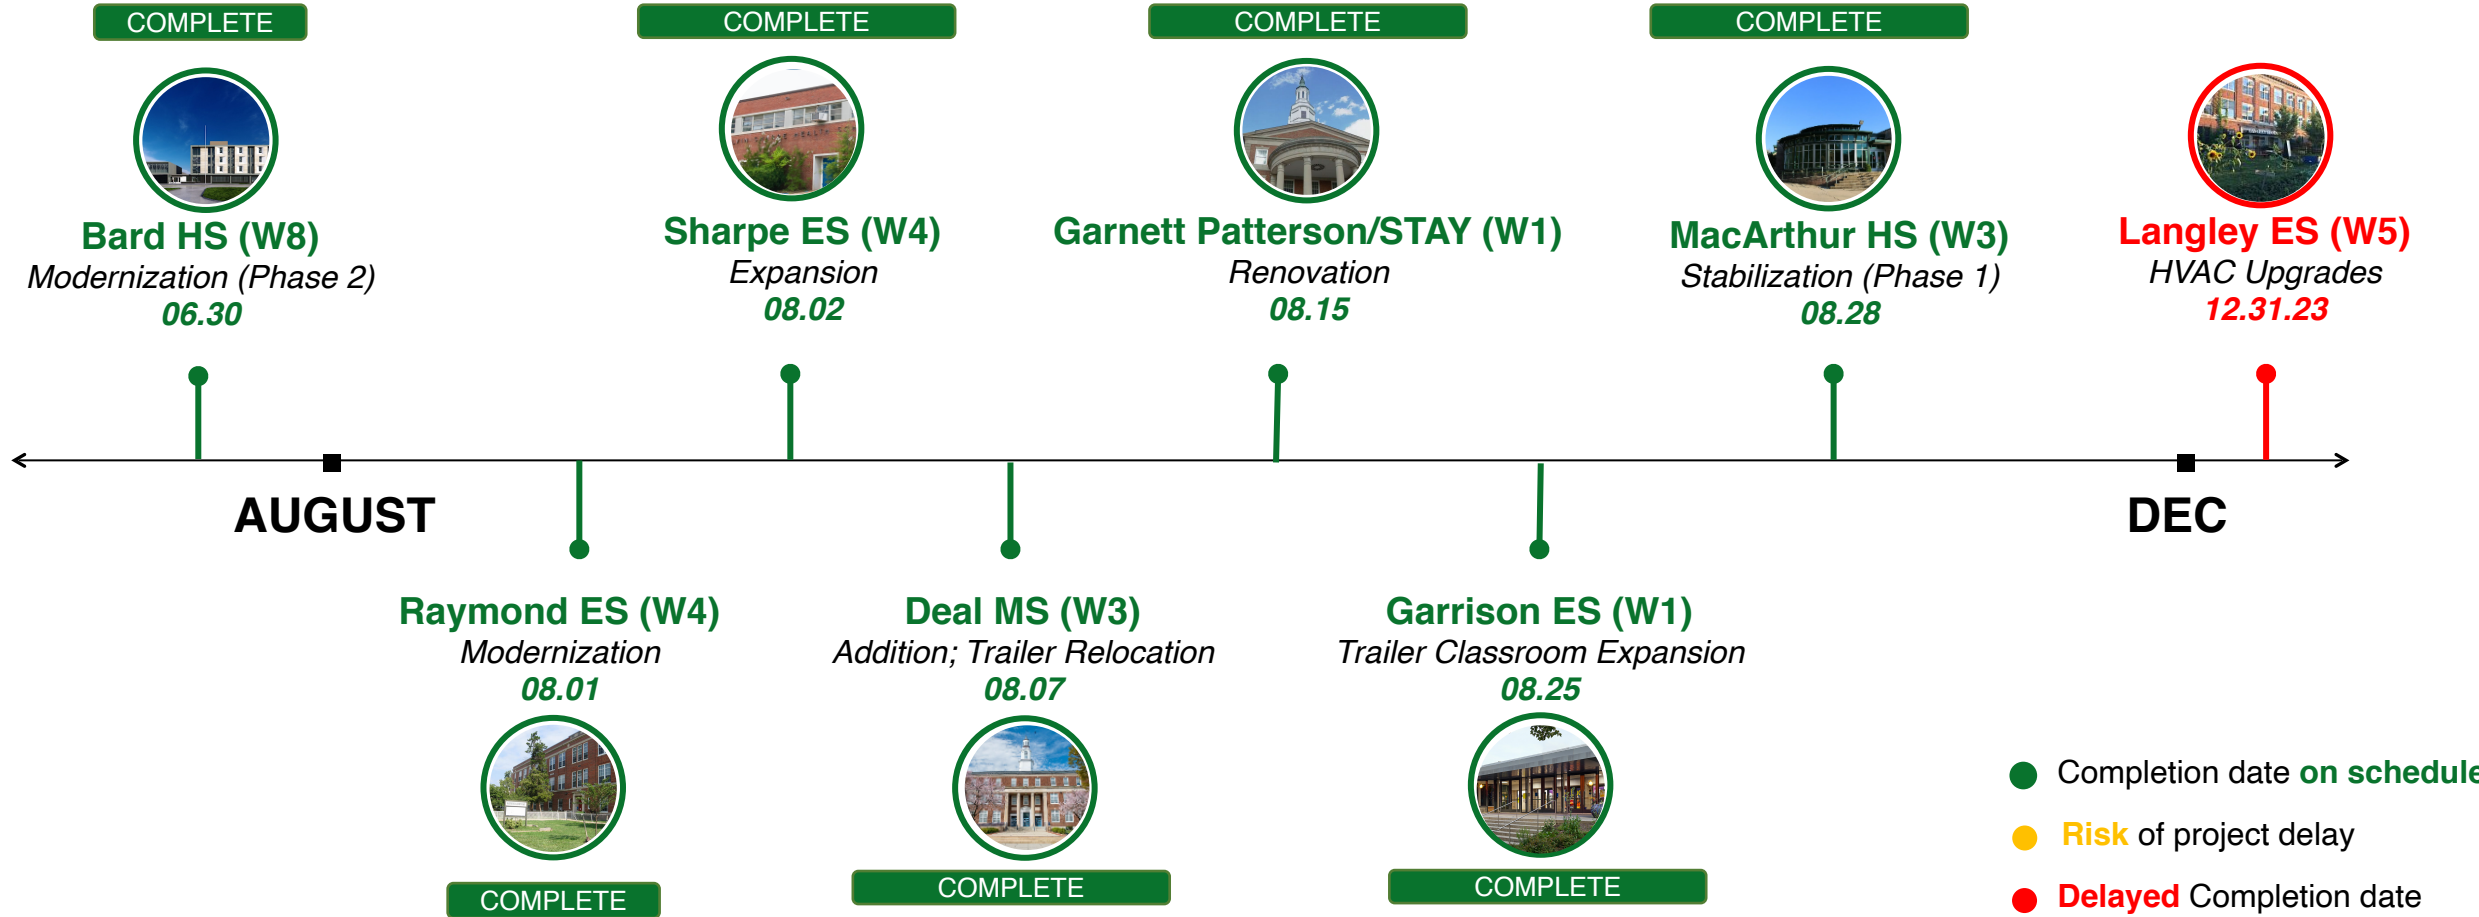 COMPLETE
COMPLETE
COMPLETE
COMPLETE
Bard HS (W8)
Modernization (Phase 2)
06.30
Sharpe ES (W4)
Expansion
08.02
Garnett Patterson/STAY (W1)
Renovation
08.15
MacArthur HS (W3)
Stabilization (Phase 1)
08.28
Langley ES (W5)
HVAC Upgrades
12.31.23
AUGUST
DEC
Raymond ES (W4)
Modernization
08.01
COMPLETE
Deal MS (W3)
Addition; Trailer Relocation
08.07
COMPLETE
Garrison ES (W1)
Trailer Classroom Expansion
08.25
COMPLETE
Completion date on schedule
Risk of project delay
Delayed Completion date